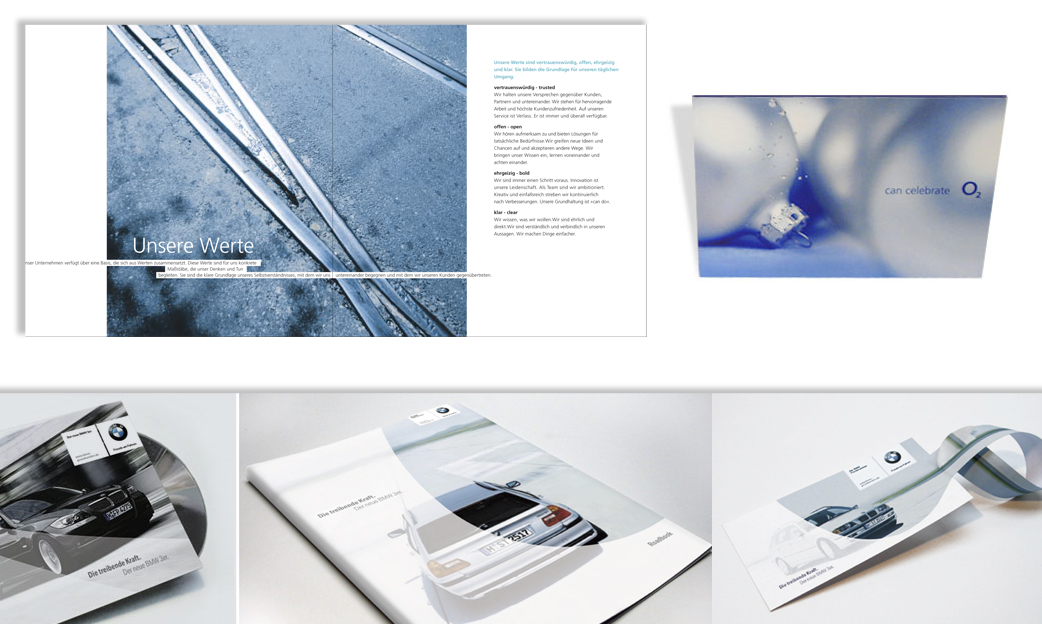 Unsere Werte
nser Unternehmen verfügt über eine Basis, die sich aus Werten zusammensetzt. Diese Werte sind für uns konkrete
Maßstäbe, die unser Denken und Tun
begleiten. Sie sind die klare Grundlage unseres Selbstverständnisses, mit dem wir uns untereinander begegnen und mit dem wir unseren Kunden gegenübertreten.
Unsere Werte sind vertrauenswürdig, offen, ehrgeizig
und klar. Sie bilden die Grundlage für unseren täglichen
Umgang.
vertrauenswürdig - trusted
Wir halten unsere Versprechen gegenüber Kunden,
Partnern und untereinander. Wir stehen für hervorragende
Arbeit und höchste Kundenzufriedenheit. Auf unseren
Service ist Verlass. Er ist immer und überall verfügbar.
offen - open
Wir hören aufmerksam zu und bieten Lösungen für
tatsächliche Bedürfnisse. Wir greifen neue Ideen und
Chancen auf und akzeptieren andere Wege. Wir
bringen unser Wissen ein, lernen voneinander und
achten einander.
ehrgeizig - bold
Wir sind immer einen Schritt voraus. Innovation ist
unsere Leidenschaft. Als Team sind wir ambitioniert.
Kreativ und einfallsreich streben wir kontinuierlich
nach Verbesserungen. Unsere Grundhaltung ist »can do«.
klar - clear
Wir wissen, was wir wollen. Wir sind ehrlich und
direkt. Wir sind verständlich und verbindlich in unseren
Aussagen. Wir machen Dinge einfacher.
can celebrate O2
Der neue BMW 3er.
Die treibende Kraft.
Der neue BMW 3er.
Die treibende Kraft.
Der neue BMW 3er.
RoadBook
Die treibende Kraft.
Der neue BMW 3er.